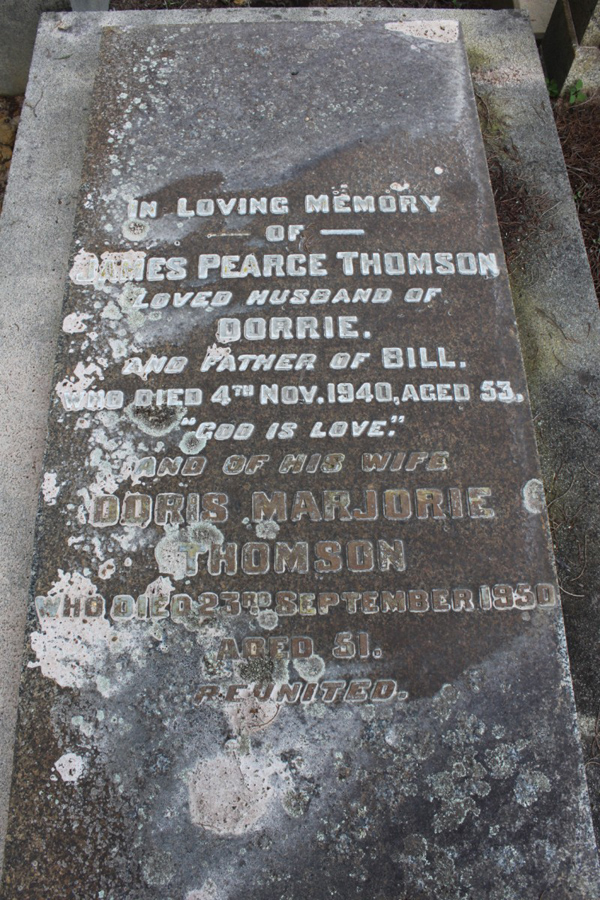 IN LOVING MEMORY
— OF —
JAMES PEARCE THOMSON
LOVED HUSBAND OF
DORRIE.
AND FATHER OF BILL.
WHO DIED 4TH NOV. 1940, AGED 53.
"GOD IS LOVE."
AND OF HIS WIFE
DORIS MARJORIE
THOMSON
WHO DIED 23RD SEPTEMBER 1950
AGED 51.
REUNITED.